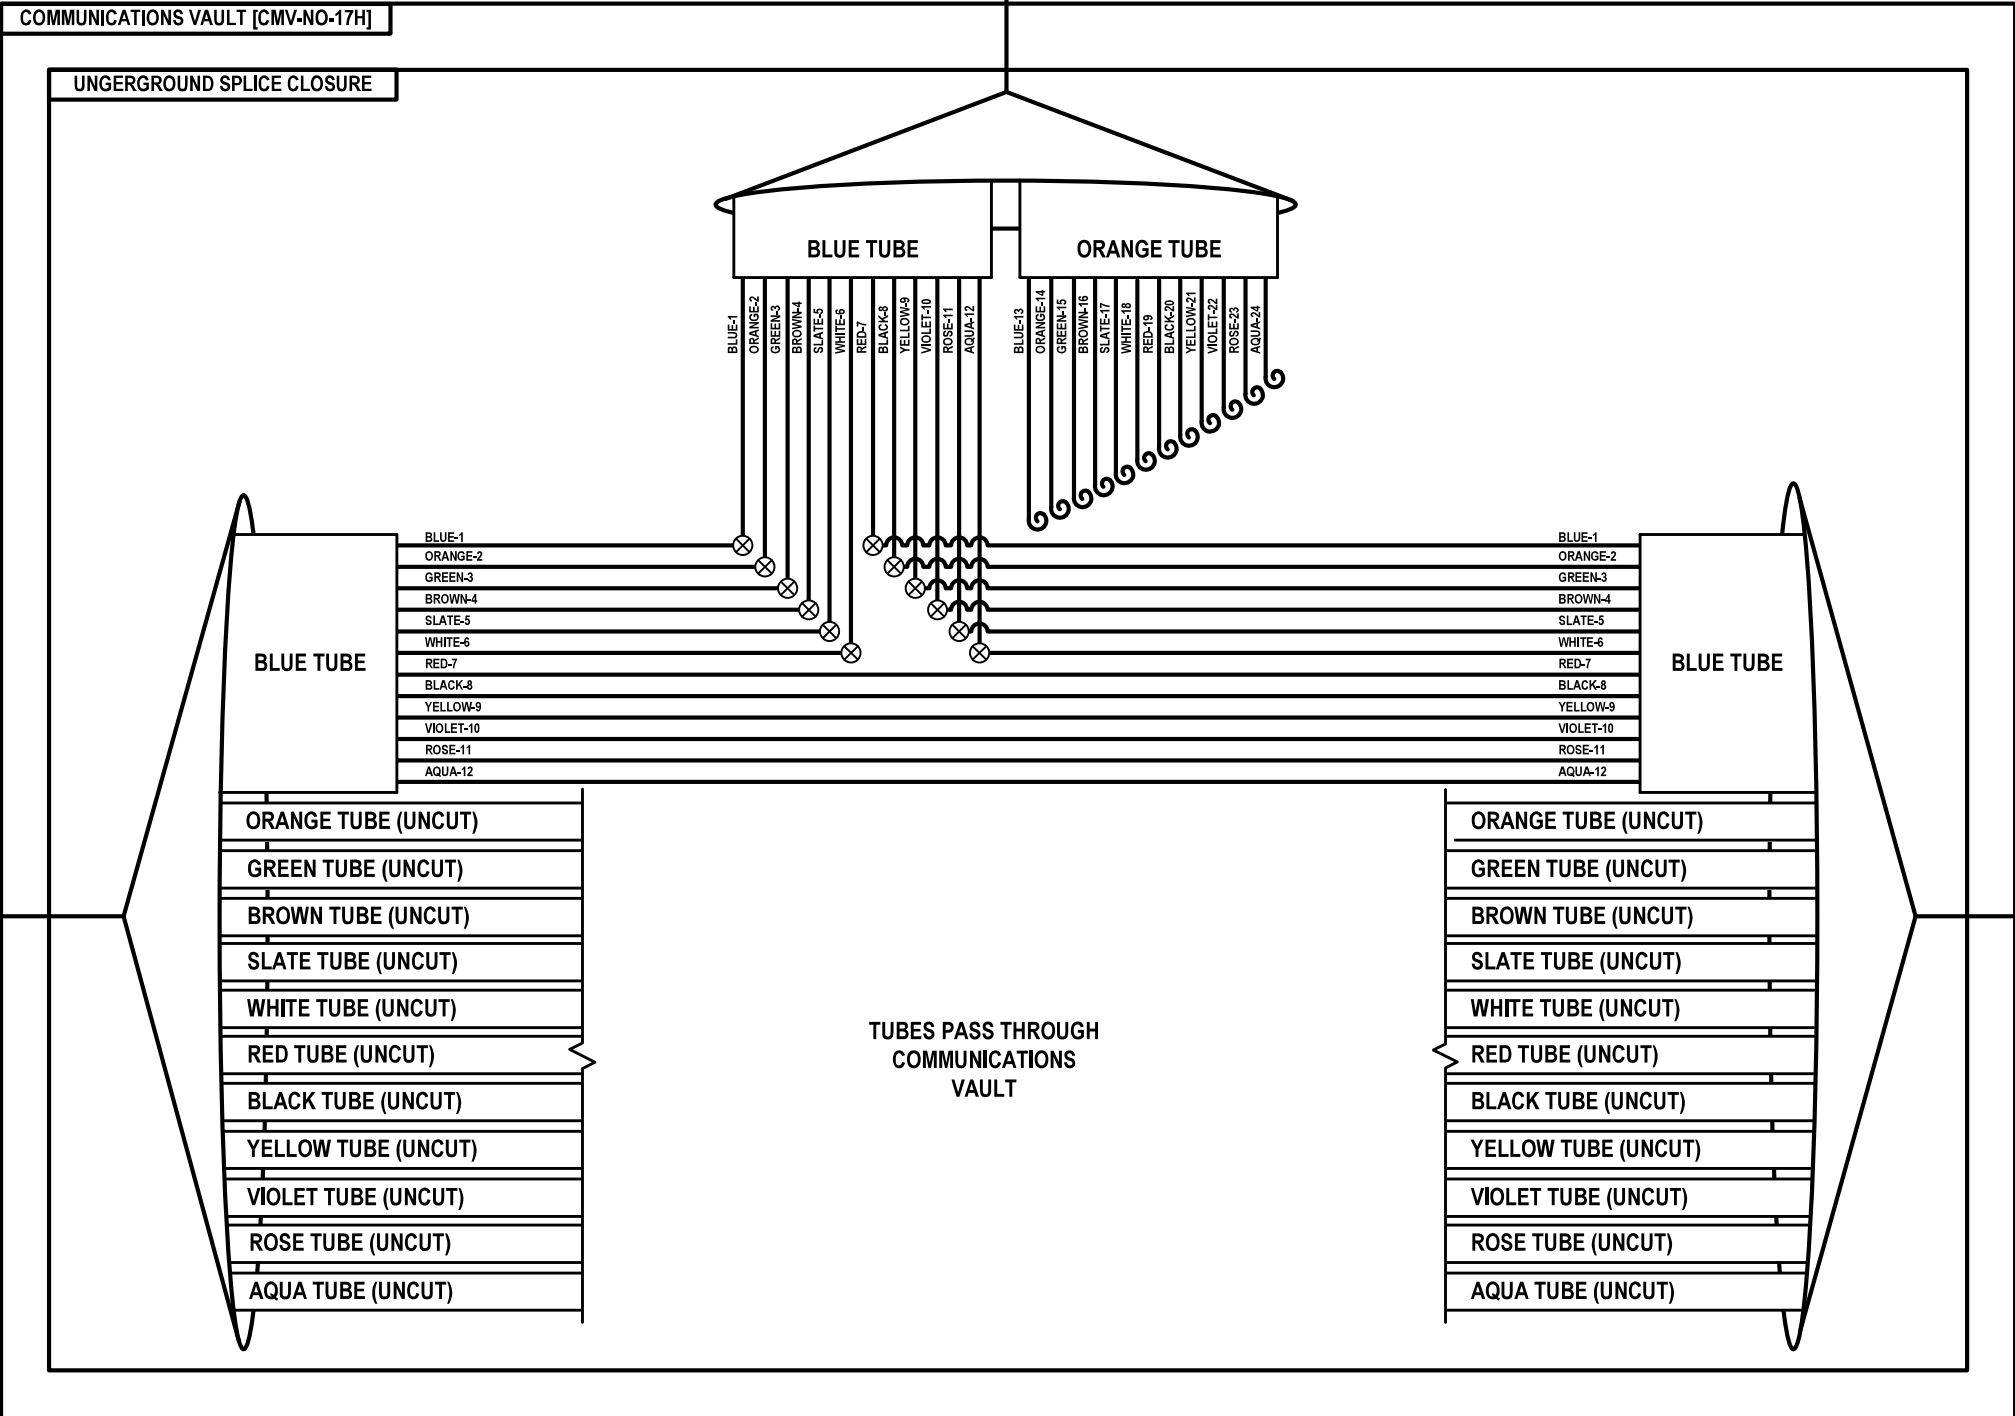 COMMUNICATIONS VAULT [CMV-NO-17H]
UNGERGROUND SPLICE CLOSURE
BLUE TUBE
ORANGE TUBE
BLUE-1
ORANGE-2
GREEN-3
BROWN-4
SLATE-5
WHITE-6
RED-7
BLACK-8
YELLOW-9
VIOLET-10
ROSE-11
AQUA-12
BLUE-13
ORANGE-14
GREEN-15
BROWN-16
SLATE-17
WHITE-18
RED-19
BLACK-20
YELLOW-21
VIOLET-22
ROSE-23
AQUA-24
BLUE TUBE
BLUE-1
ORANGE-2
GREEN-3
BROWN-4
SLATE-5
WHITE-6
RED-7
BLACK-8
YELLOW-9
VIOLET-10
ROSE-11
AQUA-12
BLUE-1
ORANGE-2
GREEN-3
BROWN-4
SLATE-5
WHITE-6
RED-7
BLACK-8
YELLOW-9
VIOLET-10
ROSE-11
AQUA-12
BLUE TUBE
ORANGE TUBE (UNCUT)
GREEN TUBE (UNCUT)
BROWN TUBE (UNCUT)
SLATE TUBE (UNCUT)
WHITE TUBE (UNCUT)
RED TUBE (UNCUT)
BLACK TUBE (UNCUT)
YELLOW TUBE (UNCUT)
VIOLET TUBE (UNCUT)
ROSE TUBE (UNCUT)
AQUA TUBE (UNCUT)
TUBES PASS THROUGH
COMMUNICATIONS
VAULT
ORANGE TUBE (UNCUT)
GREEN TUBE (UNCUT)
BROWN TUBE (UNCUT)
SLATE TUBE (UNCUT)
WHITE TUBE (UNCUT)
RED TUBE (UNCUT)
BLACK TUBE (UNCUT)
YELLOW TUBE (UNCUT)
VIOLET TUBE (UNCUT)
ROSE TUBE (UNCUT)
AQUA TUBE (UNCUT)